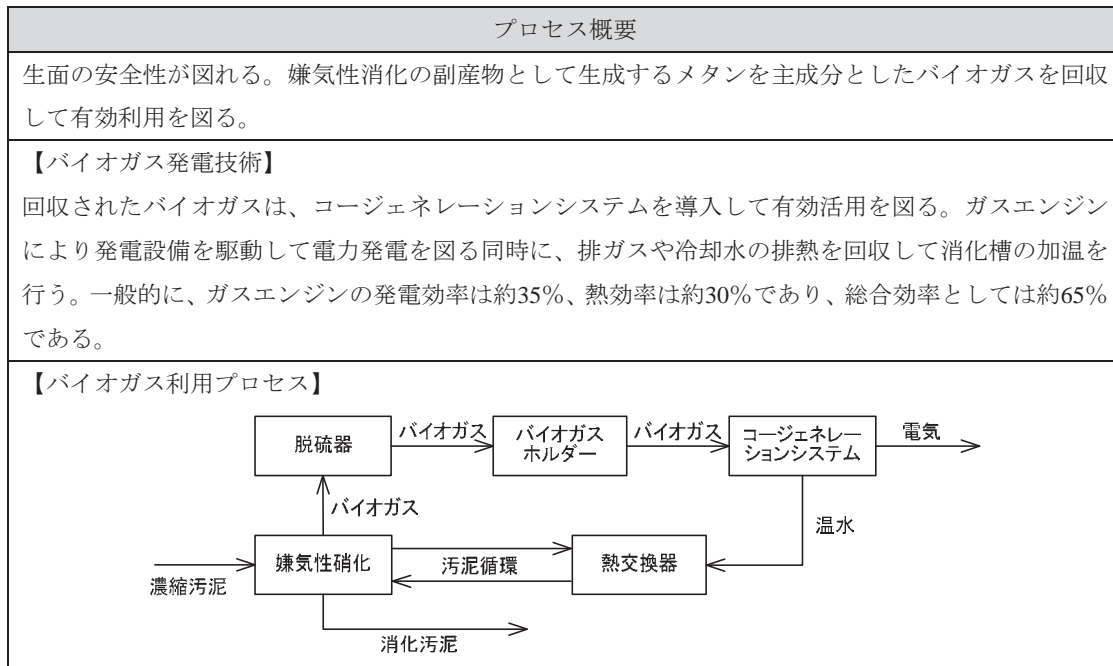 プロセス概要
生面の安全性が図れる。嫌気性消化の副産物として生成するメタンを主成分としたバイオガスを回収
して有効利用を図る。
【バイオガス発電技術】
回収されたバイオガスは、コージェネレーションシステムを導入して有効活用を図る。ガスエンジン
により発電設備を駆動して電力発電を図る同時に、排ガスや冷却水の排熱を回収して消化槽の加温を
行う。一般的に、ガスエンジンの発電効率は約35%、熱効率は約30%であり、総合効率としては約65%
である。
【バイオガス利用プロセス】
脱硫器
バイオガス
バイオガス
ホルダー
バイオガス
コージェネレー
ションシステム
電気
バイオガス
温水
濃縮汚泥
嫌気性硝化
汚泥循環
熱交換器
消化汚泥